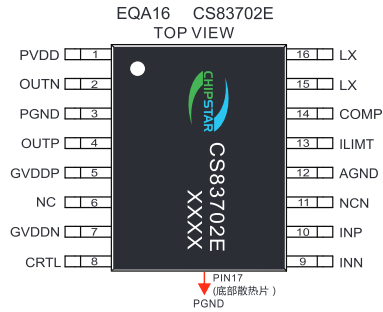 EQA16 CS83702E
TOP VIEW
PVDD 1 16 LX
OUTN 2 15 LX
PGND 3 14 COMP
OUTP 4 13 ILIMT
GVDDP 5 12 AGND
NC 6 11 NCN
GVDDN 7 10 INP
CRTL 8 9 INN
CHIPSTAR
CS83702E
XXXX
PIN17
(底部散热片)
PGND